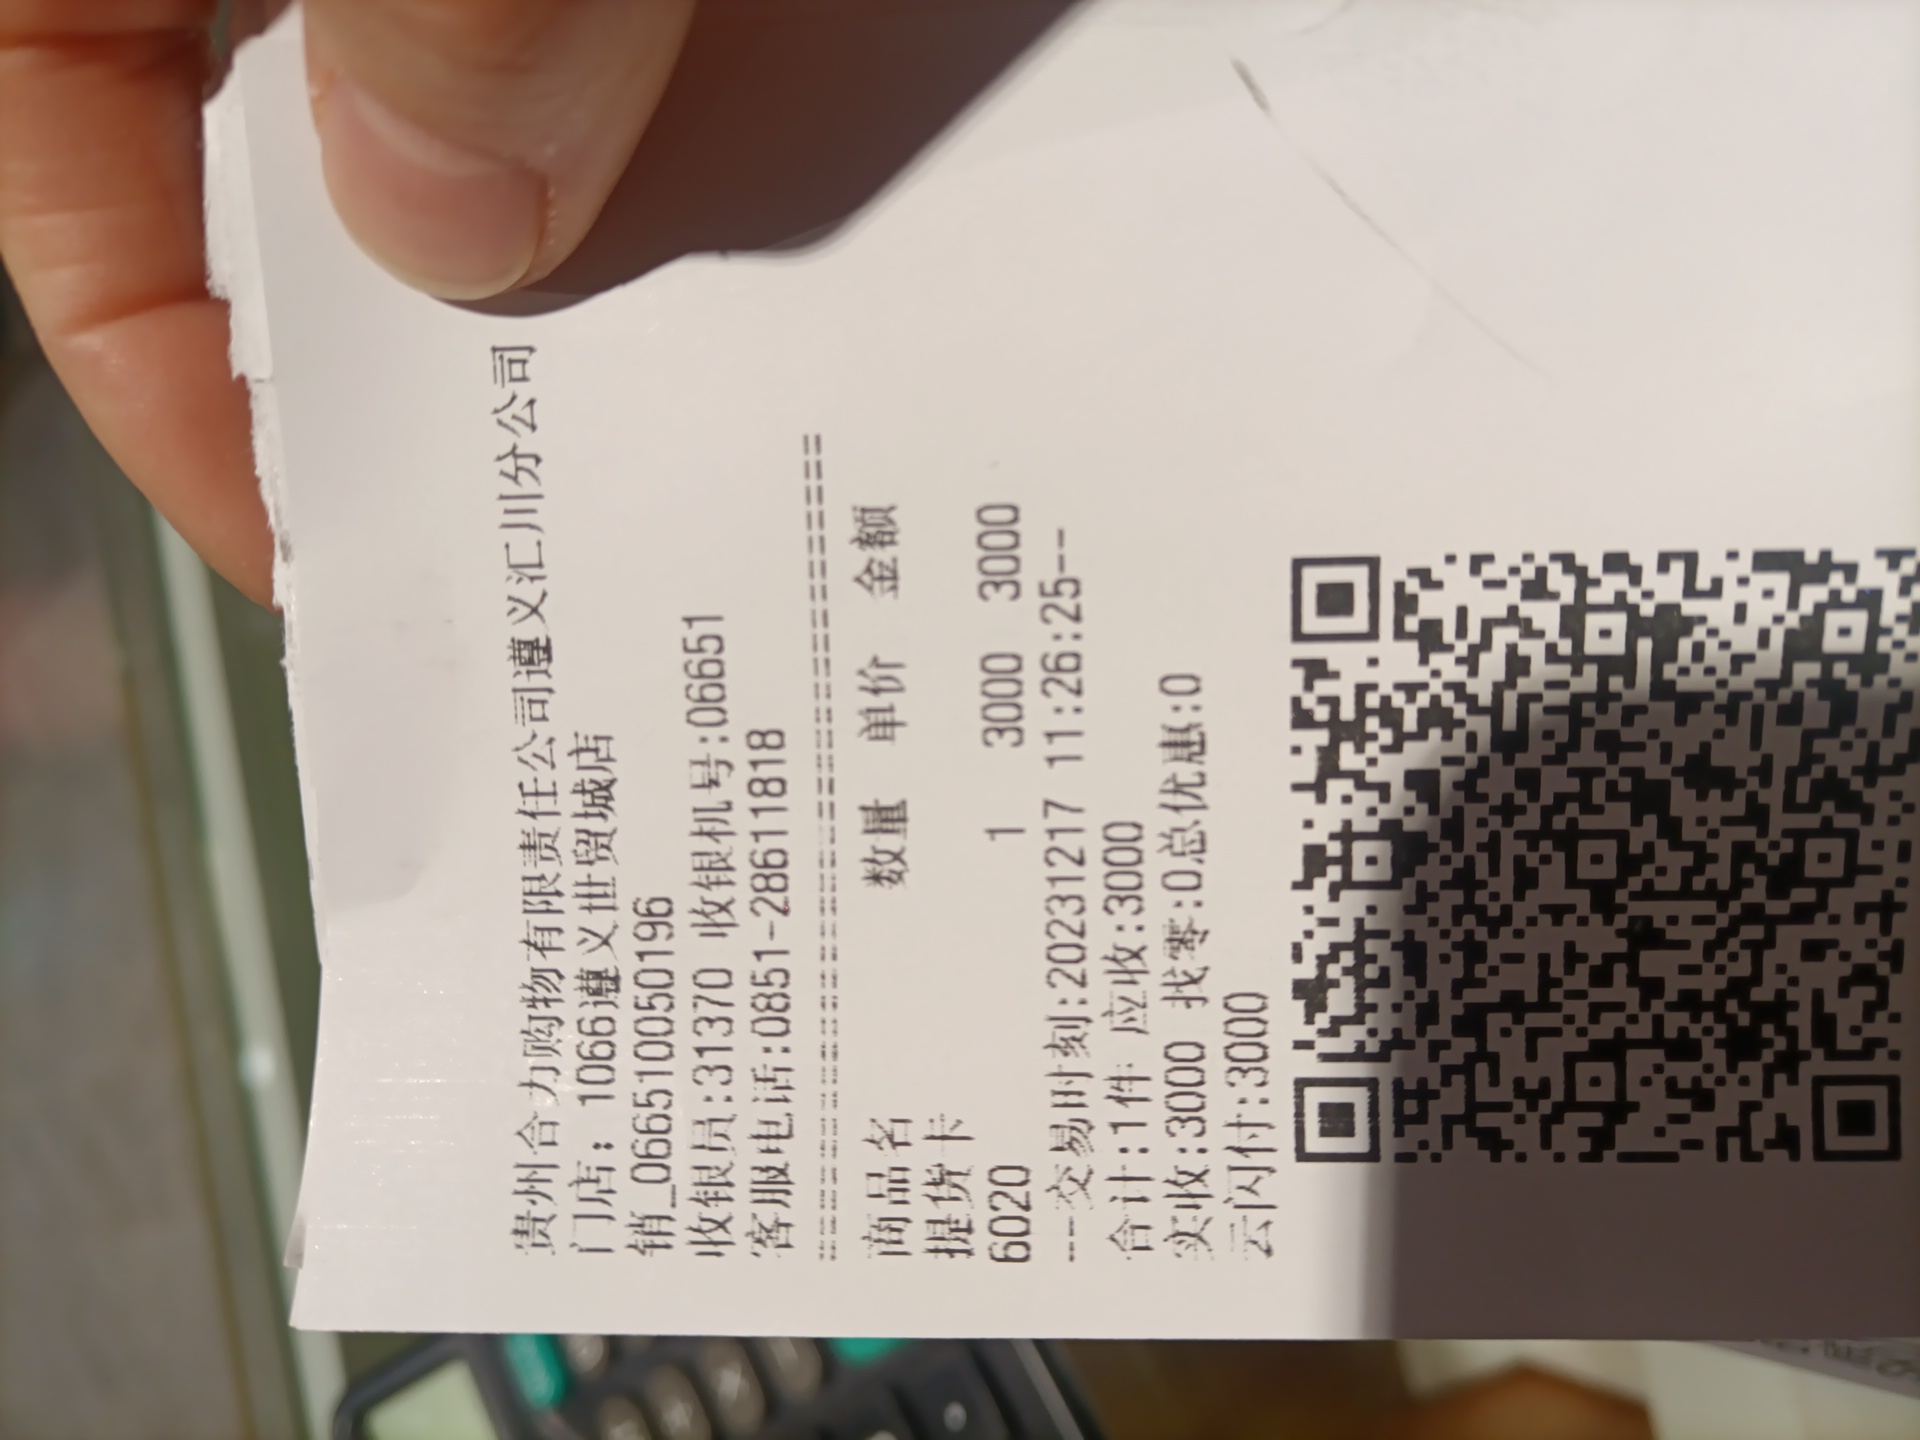 贵州合力购物有限责任公司遵义汇川分公司
门店：1066遵义世贸城店
销_066510050196
收银员:31370 收银机号:06651
客服电话:0851-28611818
==========================================
商品名 数量 单价 金额
提货卡
6020 1 3000 3000
---交易时刻:20231217 11:26:25--
合计:1件 应收:3000
实收:3000 找零:0总优惠:0
云闪付:3000